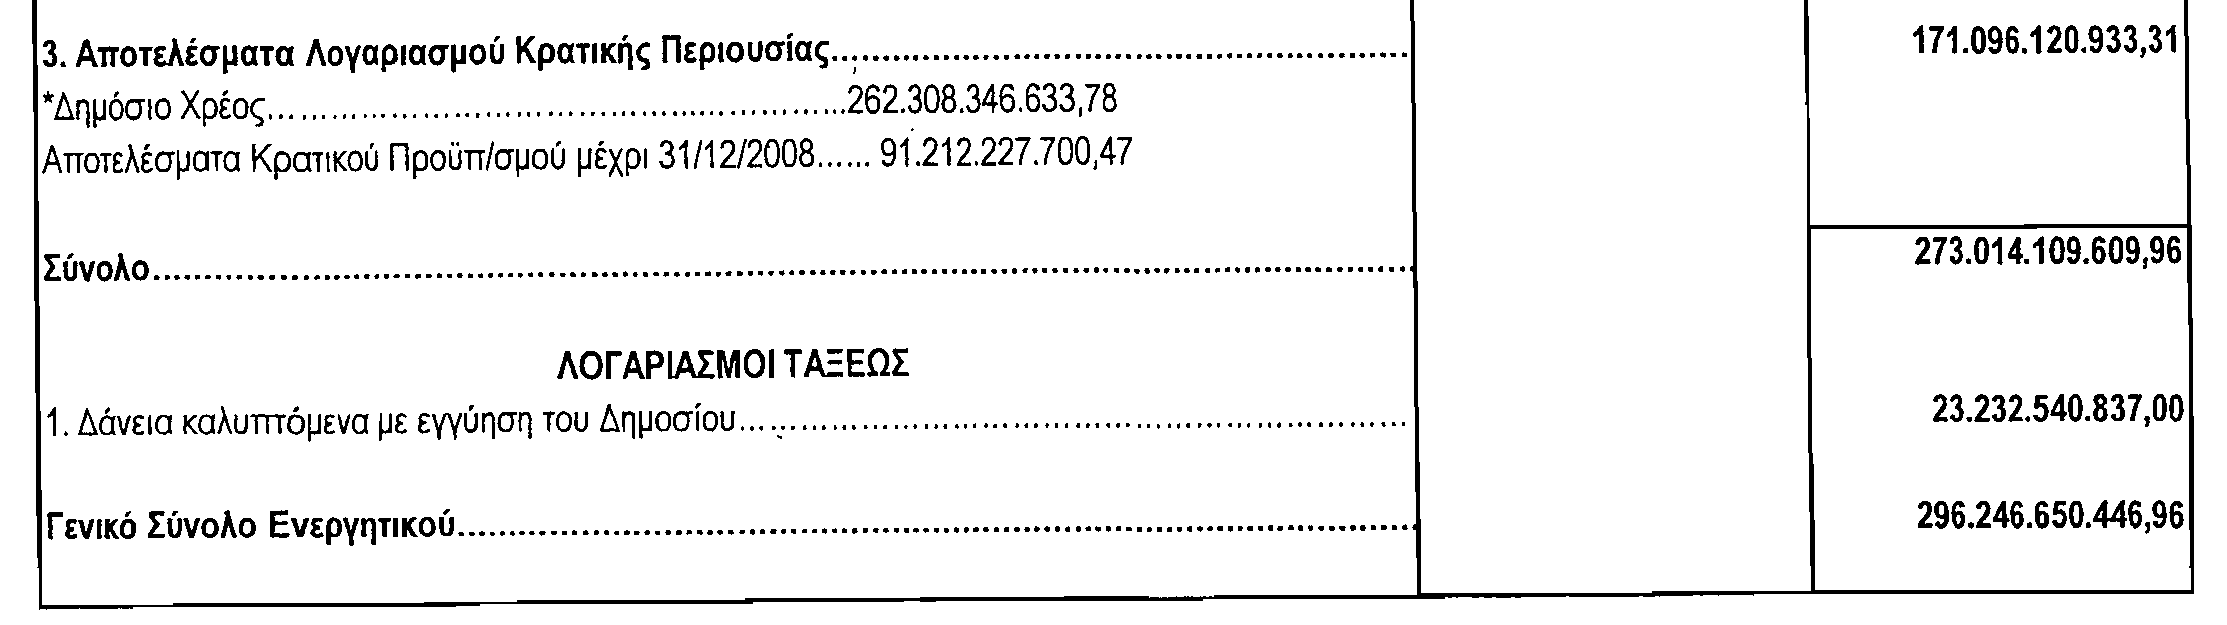 3. Αποτελέσματα Λογαριασμού Κρατικής Περιουσίας.......................................................... 171.096.120.933,31
*Δημόσιο Χρέος..........................................................262.308.346.633,78
Αποτελέσματα Κρατικού Προϋπ/σμού μέχρι 31/12/2008...... 91.212.227.700,47
Σύνολο.......................................................................................................................... 273.014.109.609,96
ΛΟΓΑΡΙΑΣΜΟΙ ΤΑΞΕΩΣ
1. Δάνεια καλυπτόμενα με εγγύηση του Δημοσίου.................................................................. 23.232.540.837,00
Γενικό Σύνολο Ενεργητικού.............................................................................................. 296.246.650.446,96